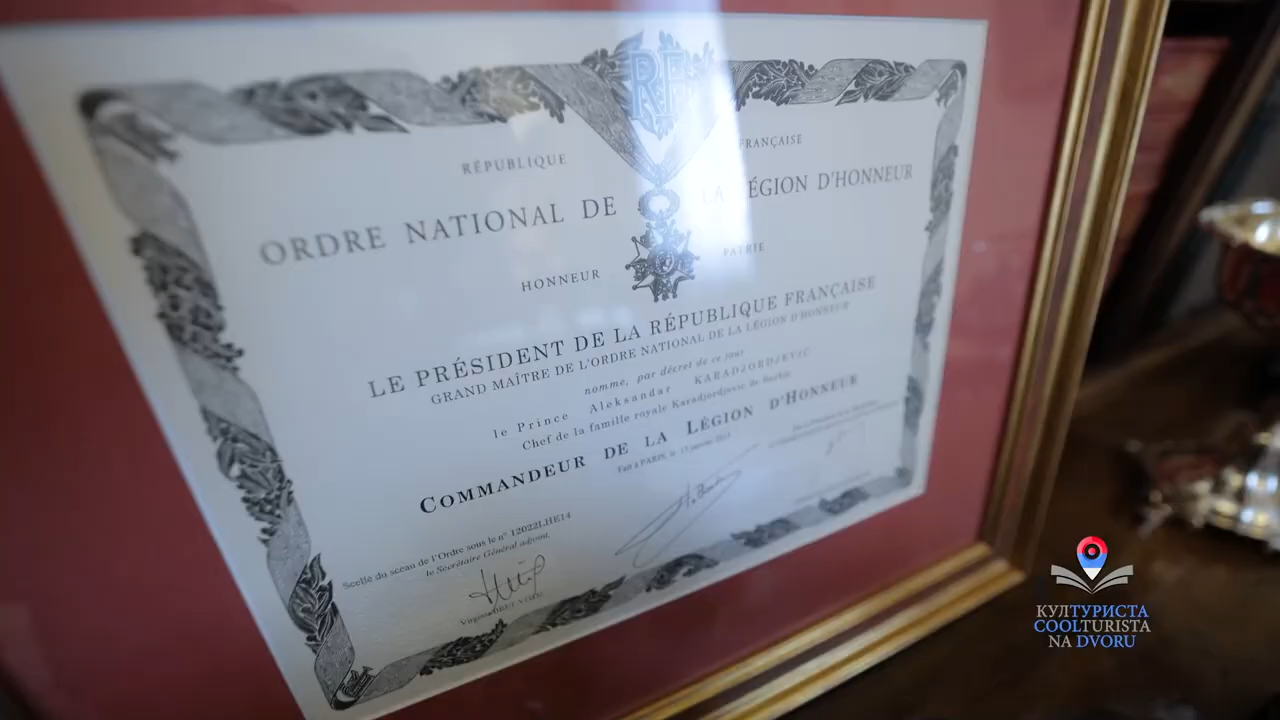 RF
RÉPUBLIQUE FRANÇAISE
ORDRE NATIONAL DE LA LÉGION D'HONNEUR
HONNEUR PATRIE
LE PRÉSIDENT DE LA RÉPUBLIQUE FRANÇAISE
GRAND MAÎTRE DE L'ORDRE NATIONAL DE LA LÉGION D'HONNEUR
nomme, par décret de ce jour
le Prince Aleksandar KARADJORDJEVIC
Chef de la famille royale Karadjordjevic de Serbie
COMMANDEUR DE LA LÉGION D'HONNEUR
Fait à PARIS, le
Scellé du sceau de l'Ordre sous le n° 12022LHE14
le Secrétaire Général adjoint,
КУЛТУРИСТА
COOLTURISTA
NA DVORU